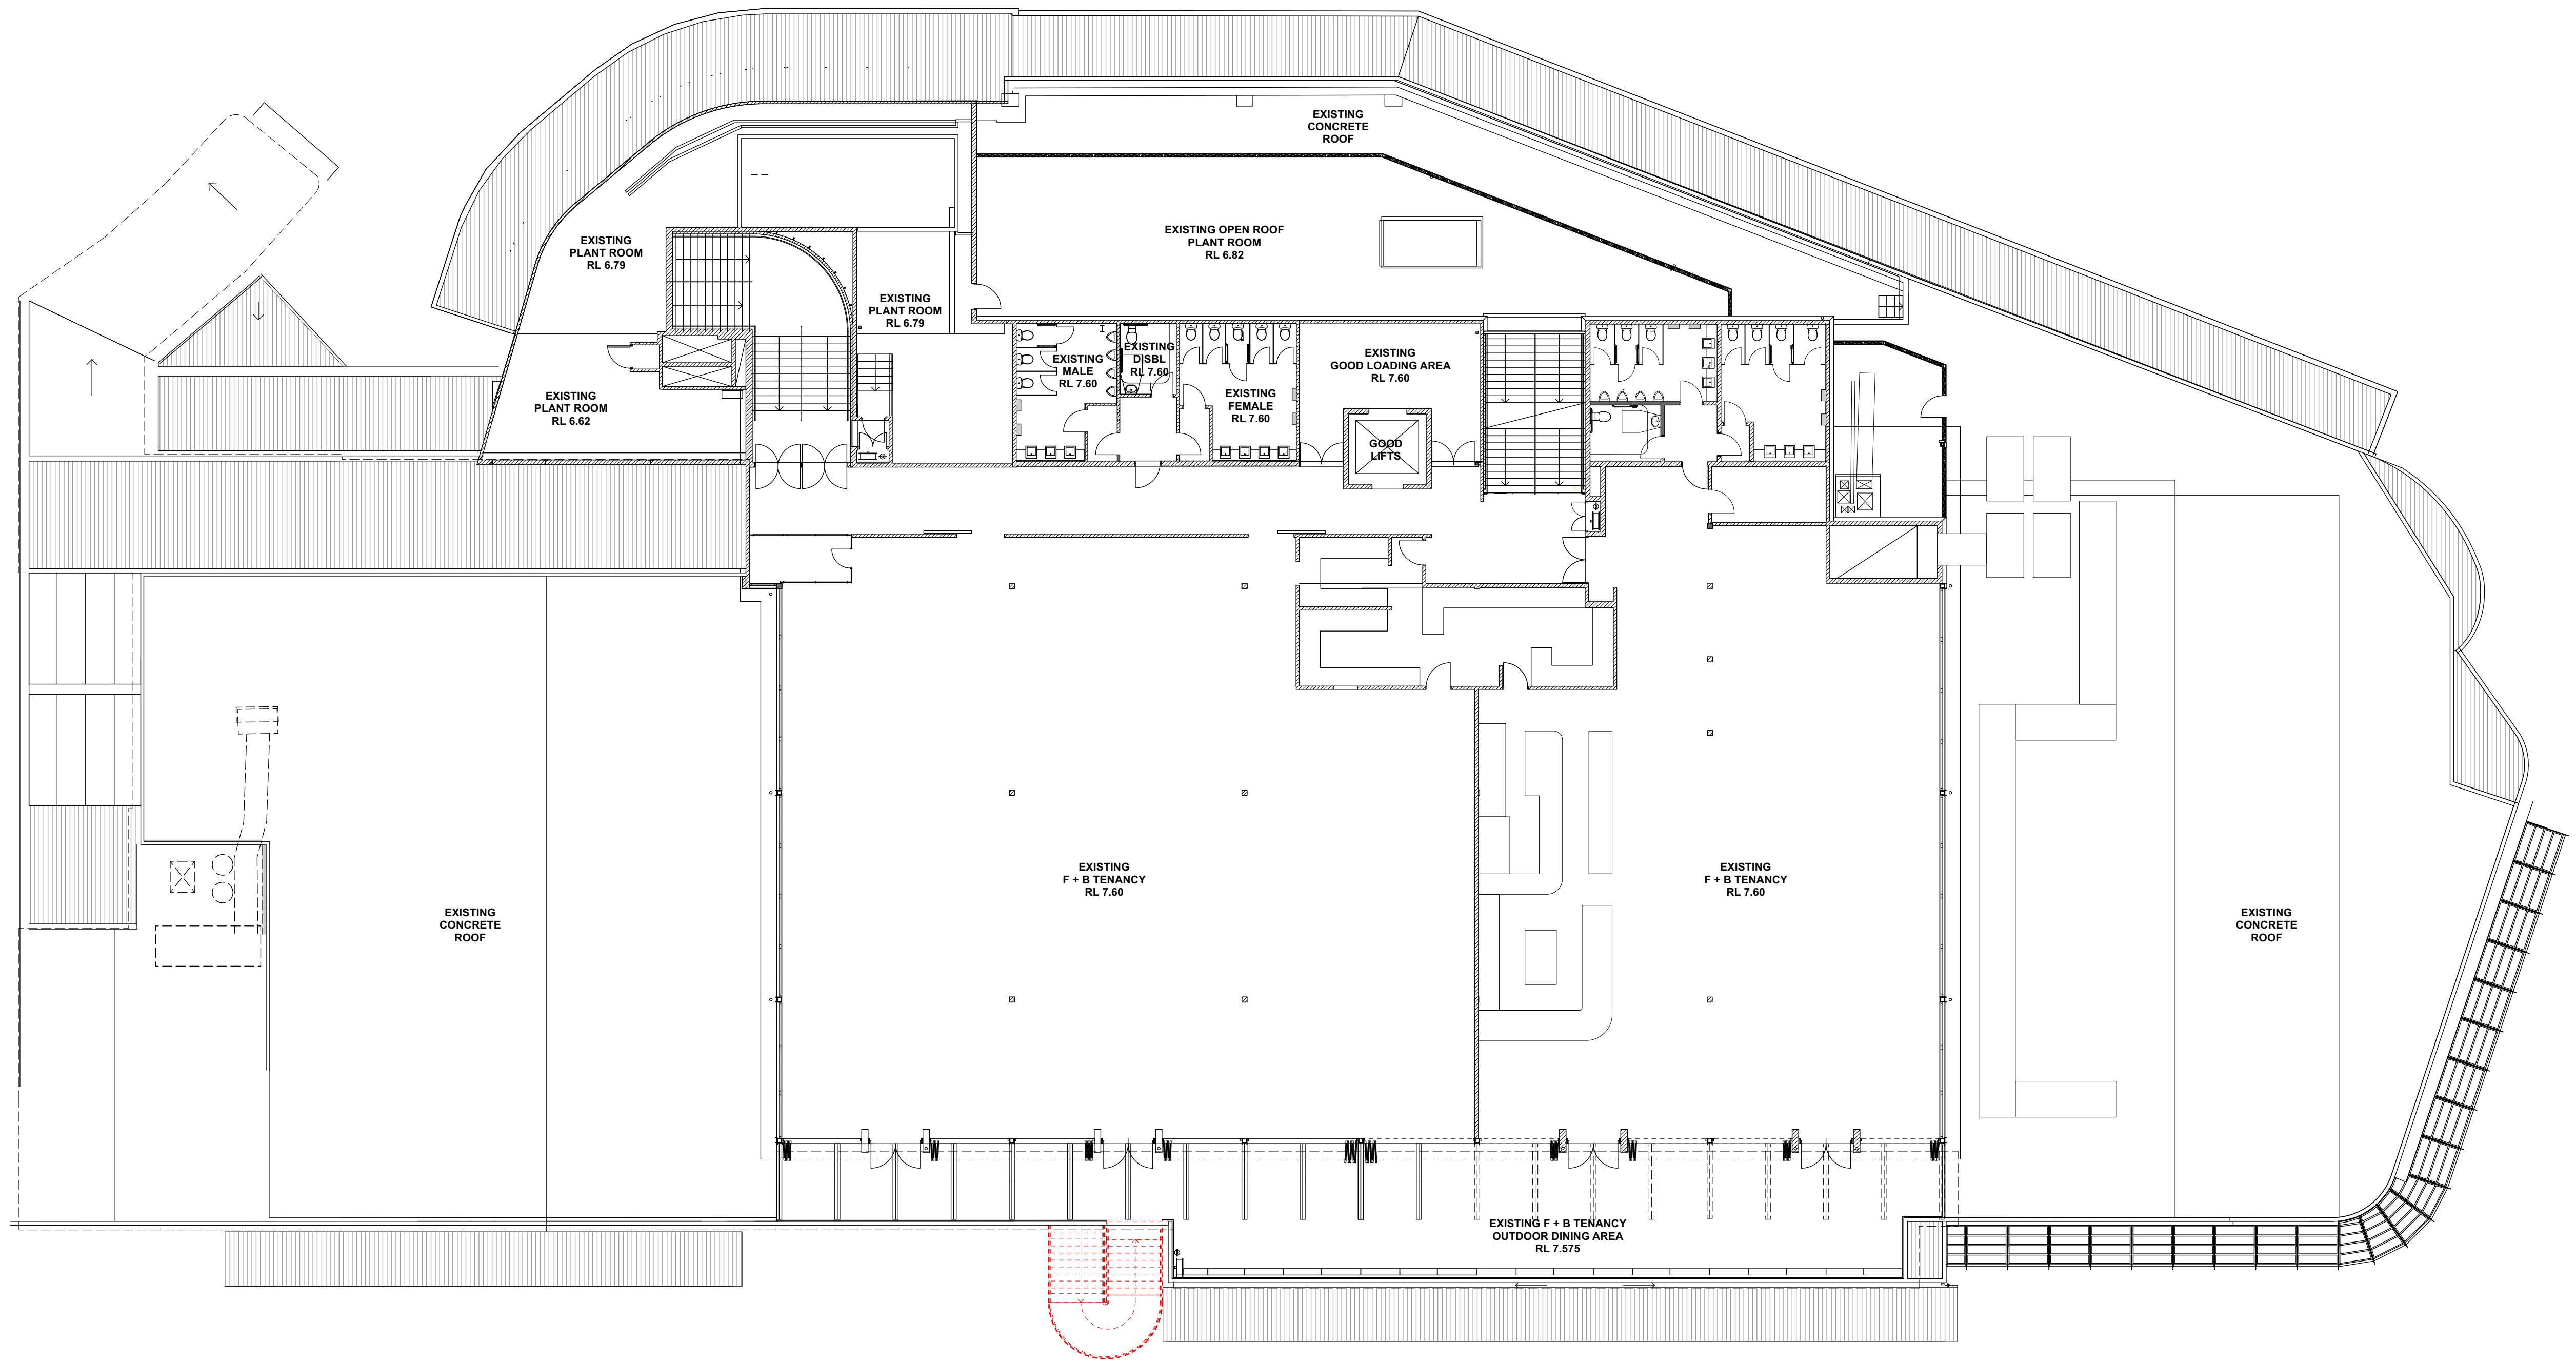 EXISTING
CONCRETE
ROOF
EXISTING OPEN ROOF
PLANT ROOM
RL 6.82
EXISTING
PLANT ROOM
RL 6.79
EXISTING
PLANT ROOM
RL 6.79
EXISTING
MALE
RL 7.60
EXISTING
DISBL
RL 7.60
EXISTING
FEMALE
RL 7.60
EXISTING
GOOD LOADING AREA
RL 7.60
EXISTING
PLANT ROOM
RL 6.62
GOOD
LIFTS
EXISTING
F + B TENANCY
RL 7.60
EXISTING
F + B TENANCY
RL 7.60
EXISTING
CONCRETE
ROOF
EXISTING
CONCRETE
ROOF
EXISTING F + B TENANCY
OUTDOOR DINING AREA
RL 7.575